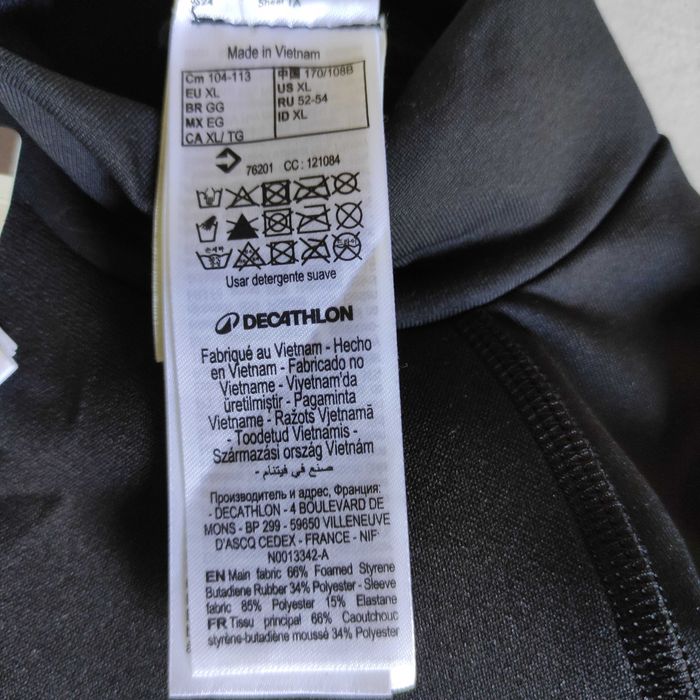 Made in Vietnam
Cm 104-113
EU XL
BR GG
MX EG
CA XL/ TG
中国 170/108B
US XL
RU 52-54
ID XL
76201 CC : 121084
Usar detergente suave
DECATHLON
Fabriqué au Vietnam - Hecho
en Vietnam - Fabricado no
Vietname - Viyetnam'da
üretilmiştir - Pagaminta
Vietname - Ražots Vjetnamā
- Toodetud Vietnamis -
Származási ország Vietnám
صنع في فيتنام -
Производитель и адрес, Франция:
- DECATHLON - 4 BOULEVARD DE
MONS - BP 299 - 59650 VILLENEUVE
D'ASCQ CEDEX - FRANCE - NIF
N0013342-A
EN Main fabric 66% Foamed Styrene
Butadiene Rubber 34% Polyester - Sleeve
fabric 85% Polyester 15% Elastane
FR Tissu principal 66% Caoutchouc
styrène-butadiène moussé 34% Polyester